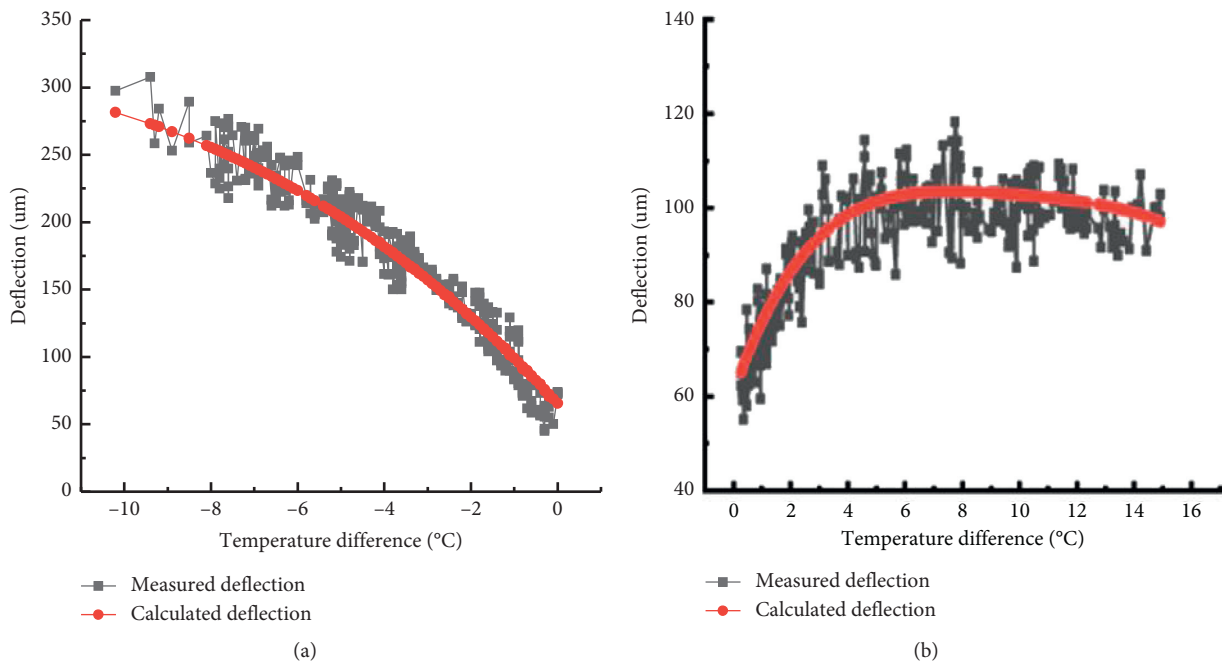 350
300
250
200
150
100
50
0
Deflection (um)
−10
−8
−6
−4
−2
0
Temperature difference (°C)
Measured deflection
Calculated deflection
(a)
140
120
100
80
60
40
Deflection (um)
0
2
4
6
8
10
12
14
16
Temperature difference (°C)
Measured deflection
Calculated deflection
(b)